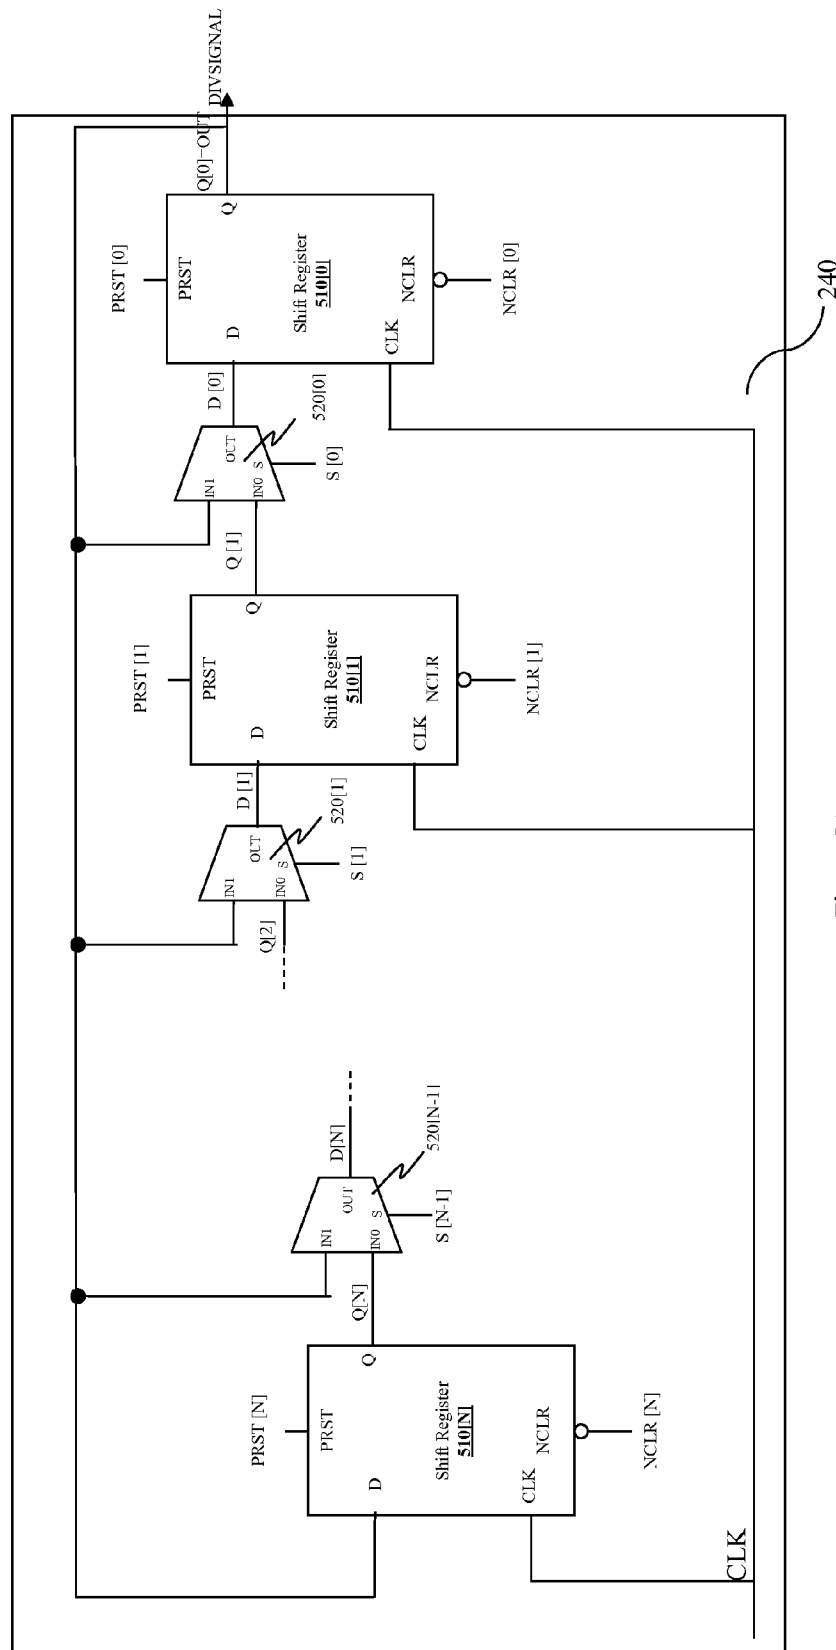 Q[0]=OUT
DIVSIGNAL
PRST [0]
PRST
Q
Shift Register
510[0]
D
CLK
NCLR
NCLR [0]
D [0]
OUT
S
IN1
IN0
520[0]
S [0]
Q [1]
PRST [1]
PRST
Q
Shift Register
510[1]
D
CLK
NCLR
NCLR [1]
D [1]
OUT
S
IN1
IN0
520[1]
S [1]
Q[2]
D[N]
OUT
S
IN1
IN0
520[N-1]
S [N-1]
Q[N]
PRST [N]
PRST
Q
Shift Register
510[N]
D
CLK
NCLR
NCLR [N]
CLK
240